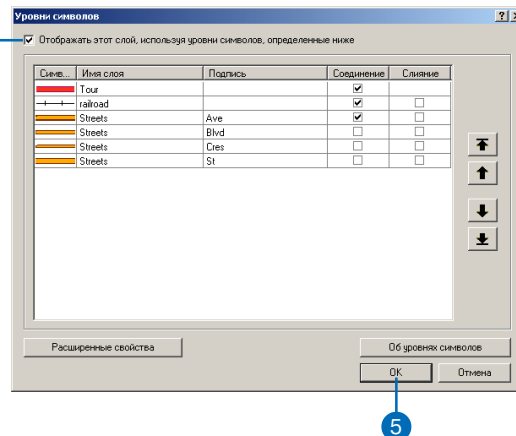 Уровни символов
Отображать этот слой, используя уровни символов, определенные ниже
Симв... Имя слоя Подпись Соединение Слияние
Tour
railroad
Streets Ave
Streets Blvd
Streets Cres
Streets St
Расширенные свойства Об уровнях символов
OK Отмена
5